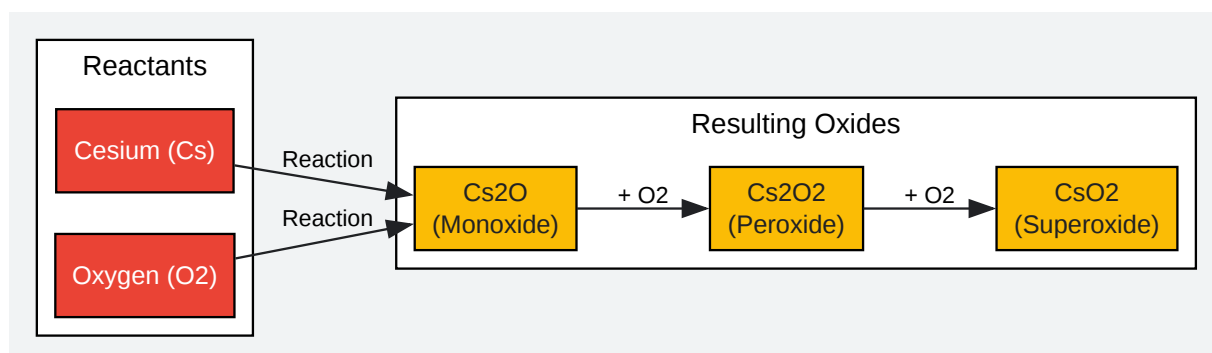 Reactants
Cesium (Cs)
Oxygen (O2)
Reaction
Reaction
Resulting Oxides
Cs2O
(Monoxide)
+ O2
Cs2O2
(Peroxide)
+ O2
CsO2
(Superoxide)